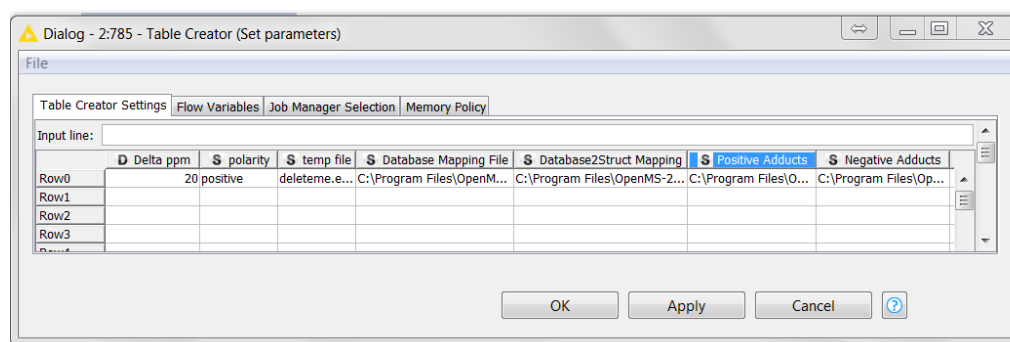 Dialog - 2:785 - Table Creator (Set parameters)
File
Table Creator Settings Flow Variables Job Manager Selection Memory Policy
Input line:
D Delta ppm S polarity S temp file S Database Mapping File S Database2Struct Mapping S Positive Adducts S Negative Adducts
Row0 20 positive deleteme.e... C:\Program Files\OpenM... C:\Program Files\OpenMS-2... C:\Program Files\O... C:\Program Files\Op...
Row1
Row2
Row3
OK Apply Cancel ?